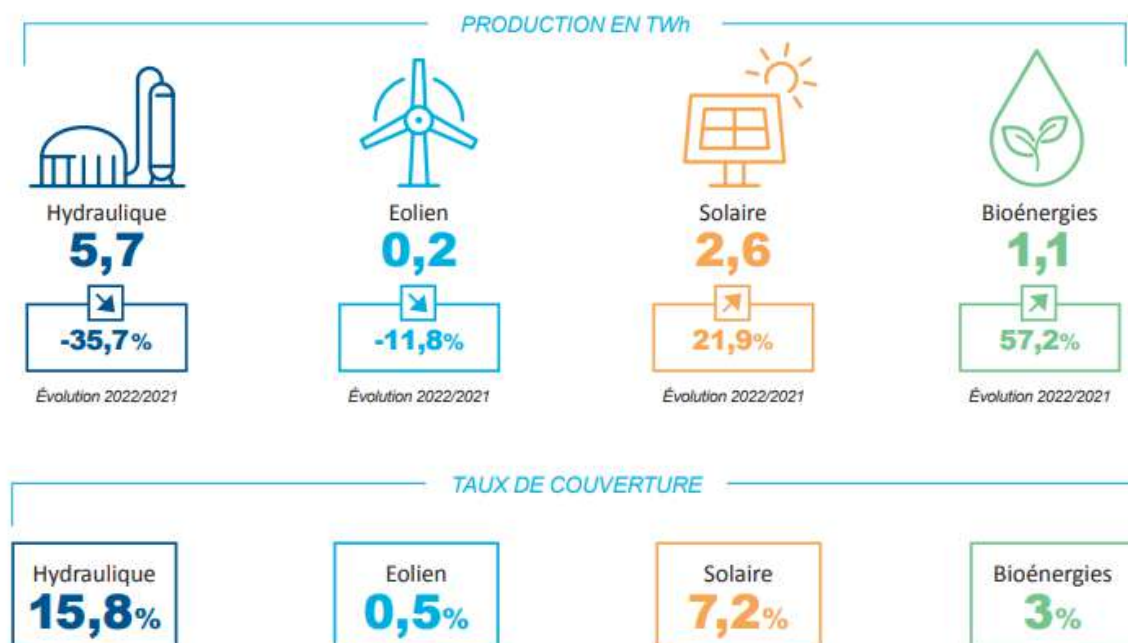 PRODUCTION EN TWh
Hydraulique
5,7
-35,7%
Évolution 2022/2021
Eolien
0,2
-11,8%
Évolution 2022/2021
Solaire
2,6
21,9%
Évolution 2022/2021
Bioénergies
1,1
57,2%
Évolution 2022/2021
TAUX DE COUVERTURE
Hydraulique
15,8%
Eolien
0,5%
Solaire
7,2%
Bioénergies
3%